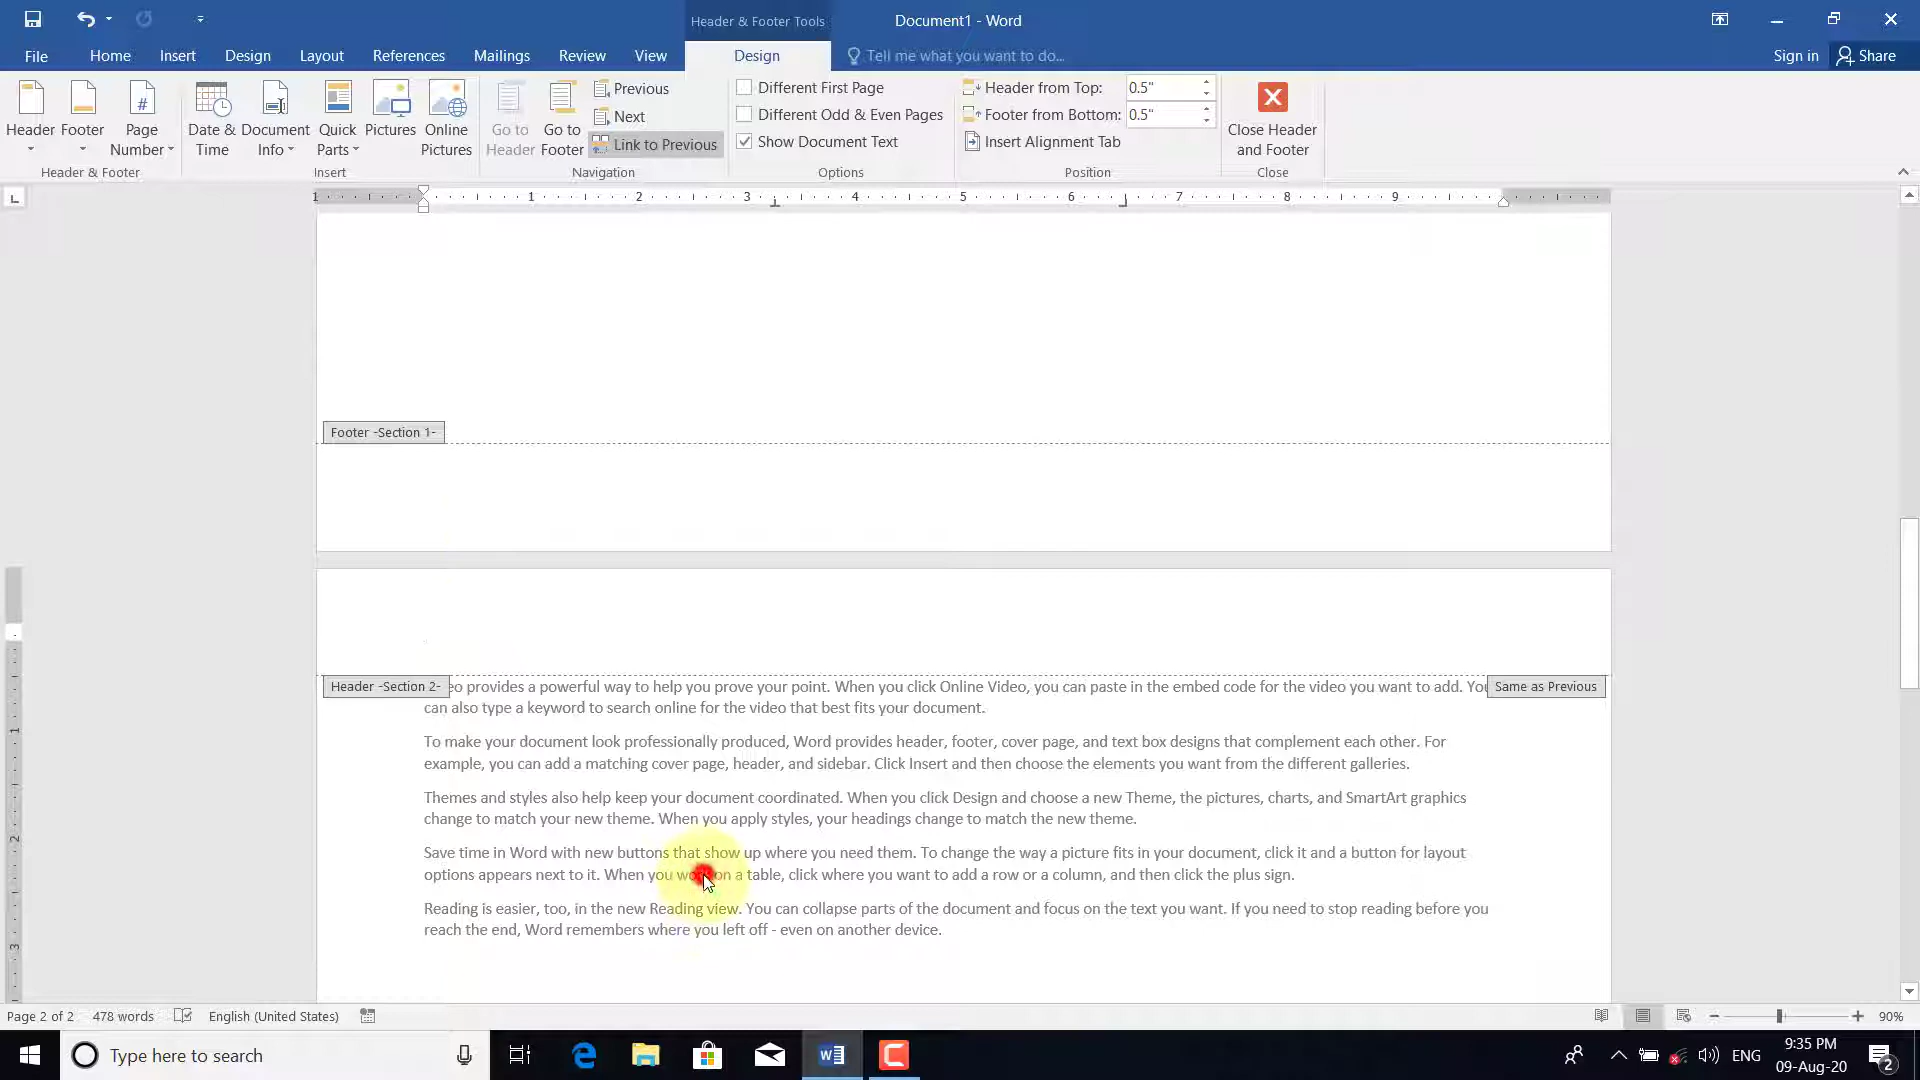 Header & Footer Tools
Document1 - Word
File Home Insert Design Layout References Mailings Review View Design Tell me what you want to do... Sign in Share
Header
Footer
Page Number
Header & Footer
Date & Time
Document Info
Quick Parts
Pictures
Online Pictures
Insert
Go to Header
Go to Footer
Previous
Next
Link to Previous
Navigation
Different First Page
Different Odd & Even Pages
Show Document Text
Options
Header from Top: 0.5"
Footer from Bottom: 0.5"
Insert Alignment Tab
Position
Close Header and Footer
Close
L
1 1 2 3 4 5 6 7 8 9
Footer -Section 1-
Header -Section 2-
Same as Previous
eo provides a powerful way to help you prove your point. When you click Online Video, you can paste in the embed code for the video you want to add. You
can also type a keyword to search online for the video that best fits your document.
To make your document look professionally produced, Word provides header, footer, cover page, and text box designs that complement each other. For
example, you can add a matching cover page, header, and sidebar. Click Insert and then choose the elements you want from the different galleries.
Themes and styles also help keep your document coordinated. When you click Design and choose a new Theme, the pictures, charts, and SmartArt graphics
change to match your new theme. When you apply styles, your headings change to match the new theme.
Save time in Word with new buttons that show up where you need them. To change the way a picture fits in your document, click it and a button for layout
options appears next to it. When you work on a table, click where you want to add a row or a column, and then click the plus sign.
Reading is easier, too, in the new Reading view. You can collapse parts of the document and focus on the text you want. If you need to stop reading before you
reach the end, Word remembers where you left off - even on another device.
1
2
3
Page 2 of 2 478 words English (United States) 90%
Type here to search
ENG
9:35 PM
09-Aug-20
2